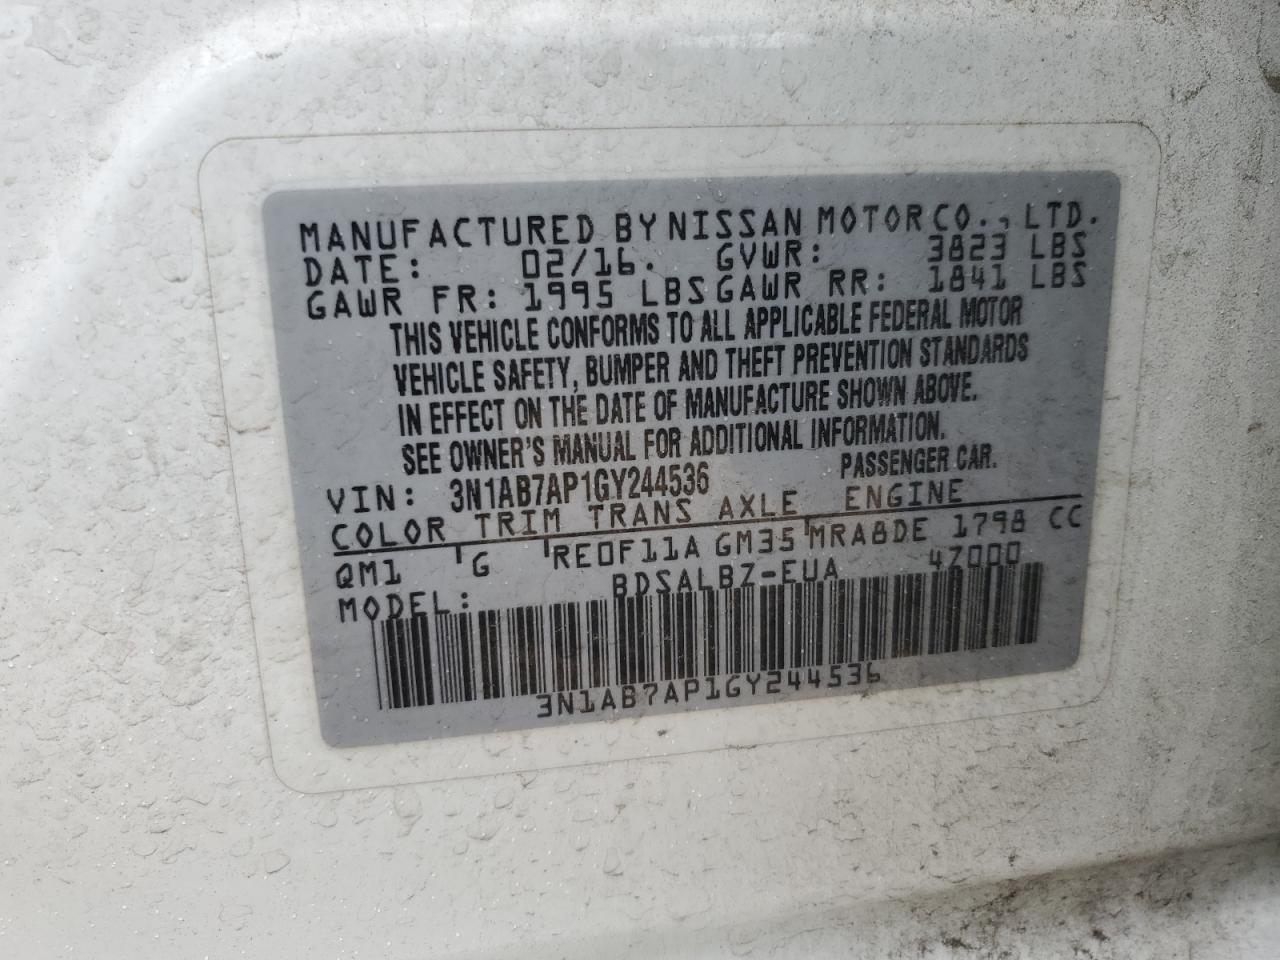 MANUFACTURED BY NISSAN MOTOR CO., LTD.
DATE: 02/16. GVWR: 3823 LBS
GAWR FR: 1995 LBS GAWR RR: 1841 LBS
THIS VEHICLE CONFORMS TO ALL APPLICABLE FEDERAL MOTOR
VEHICLE SAFETY, BUMPER AND THEFT PREVENTION STANDARDS
IN EFFECT ON THE DATE OF MANUFACTURE SHOWN ABOVE.
SEE OWNER'S MANUAL FOR ADDITIONAL INFORMATION.
VIN: 3N1AB7AP1GY244536 PASSENGER CAR.
COLOR TRIM TRANS AXLE ENGINE
QM1 G RE0F11A GM35 MRA8DE 1798 CC
MODEL: BDSALBZ-EUA 4Z000
3N1AB7AP1GY244536